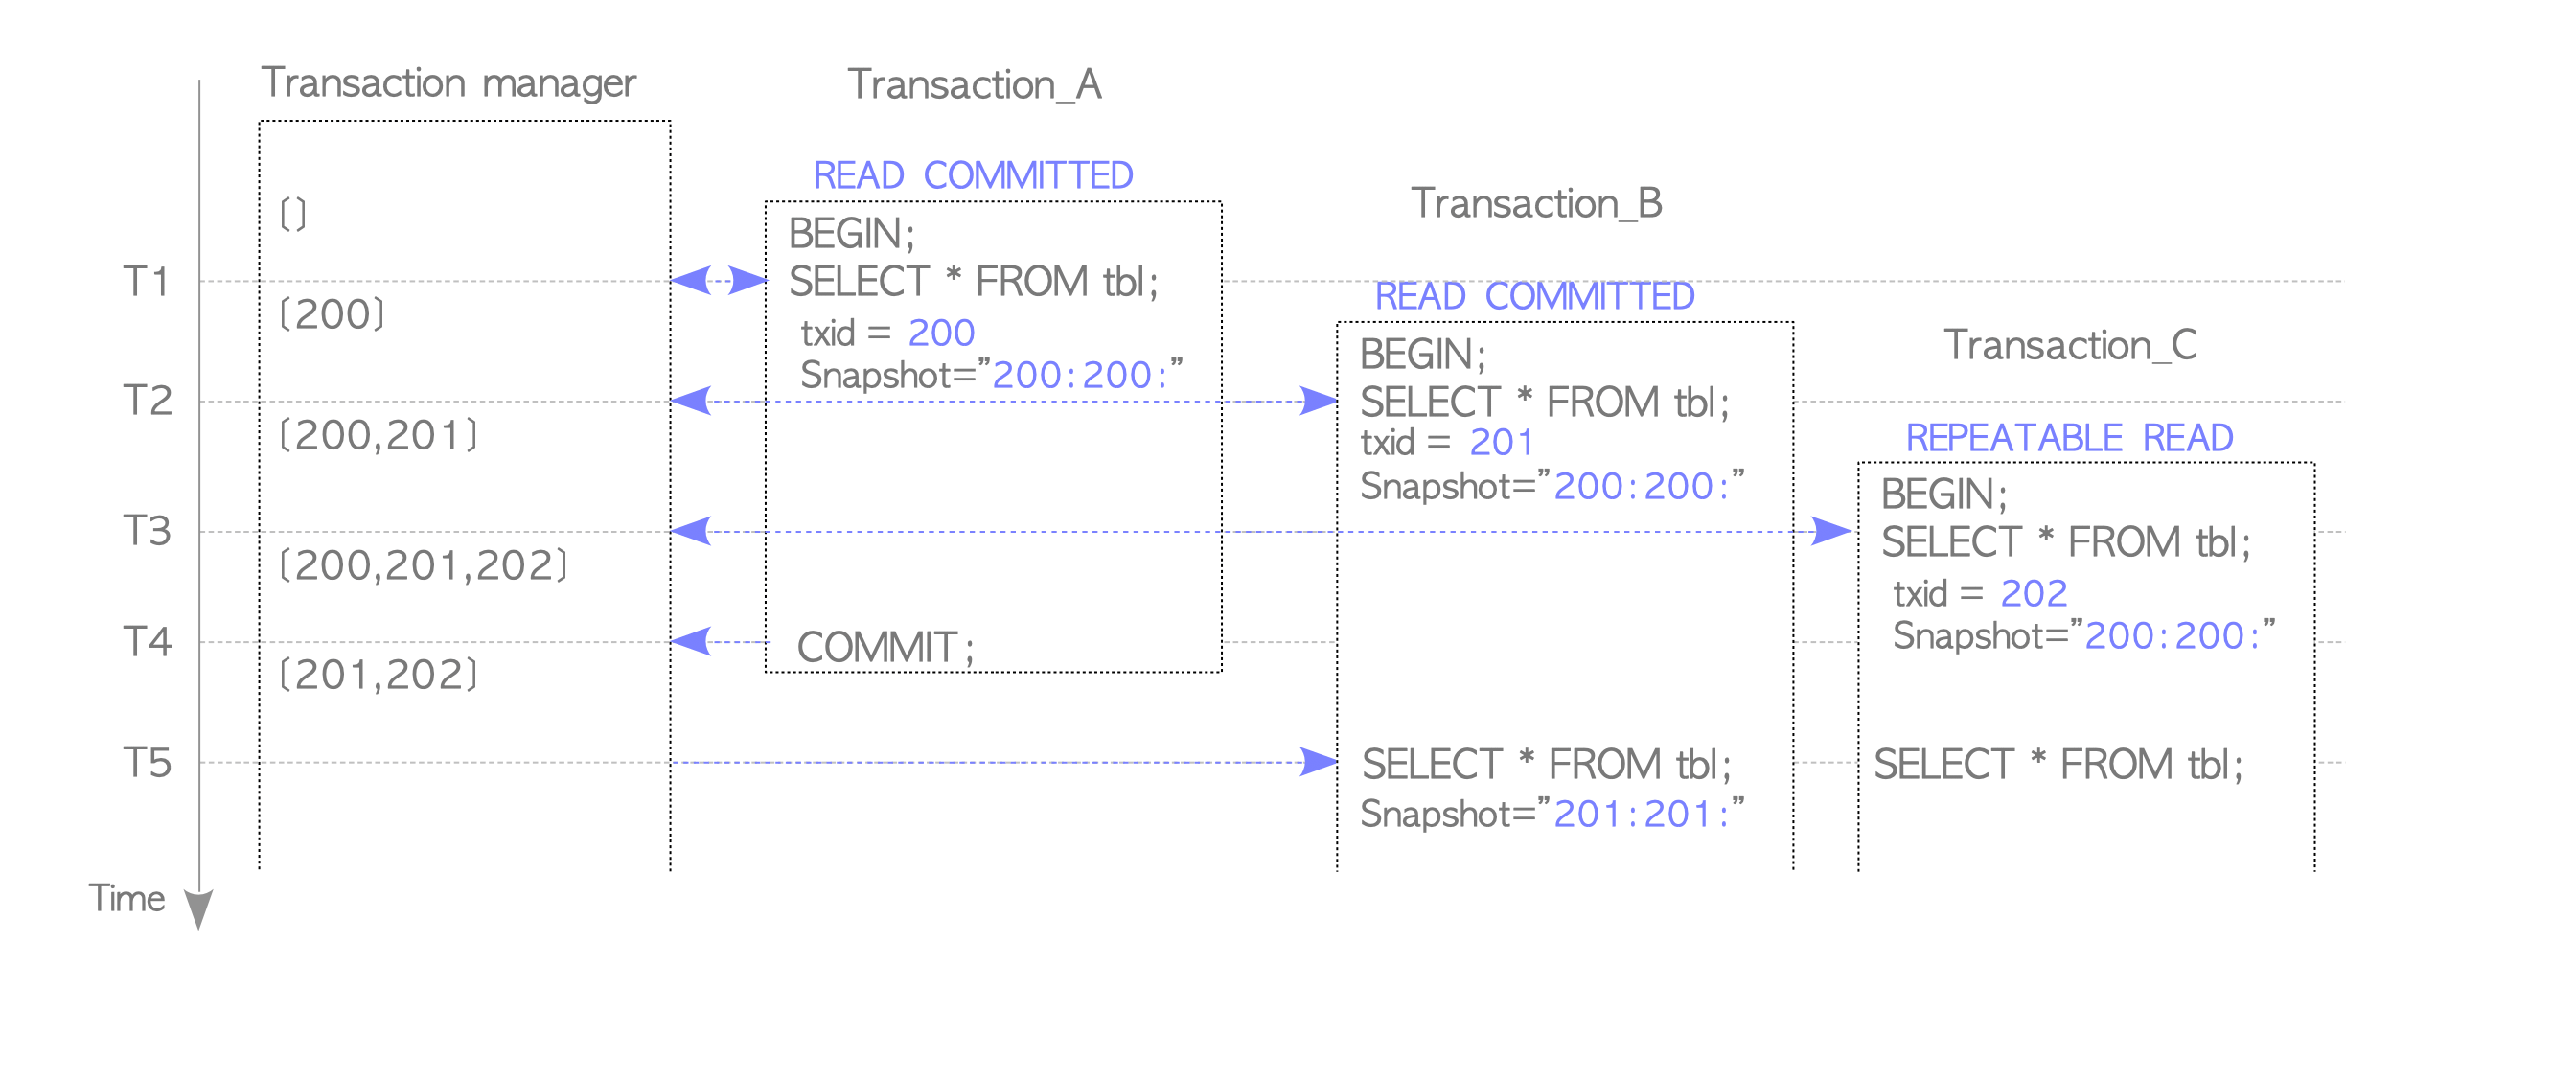 Transaction manager
Transaction_A
READ COMMITTED
Transaction_B
[]
BEGIN;
T1
SELECT * FROM tbl;
READ COMMITTED
[200]
txid = 200
Snapshot="200:200:"
Transaction_C
BEGIN;
T2
SELECT * FROM tbl;
[200,201]
txid = 201
Snapshot="200:200:"
REPEATABLE READ
BEGIN;
T3
SELECT * FROM tbl;
[200,201,202]
txid = 202
Snapshot="200:200:"
T4
COMMIT;
[201,202]
T5
SELECT * FROM tbl;
SELECT * FROM tbl;
Snapshot="201:201:"
Time